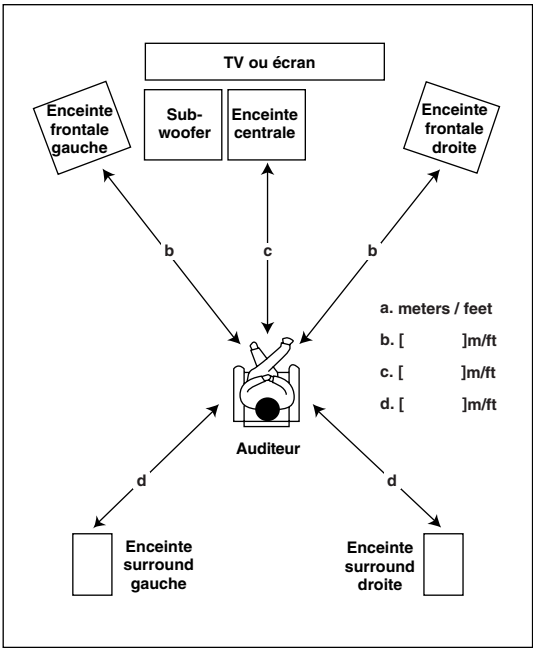 TV ou écran
Enceinte
frontale
gauche
Sub-
woofer
Enceinte
centrale
Enceinte
frontale
droite
b
c
b
a. meters / feet
b. [ ]m/ft
c. [ ]m/ft
d. [ ]m/ft
Auditeur
d
d
Enceinte
surround
gauche
Enceinte
surround
droite